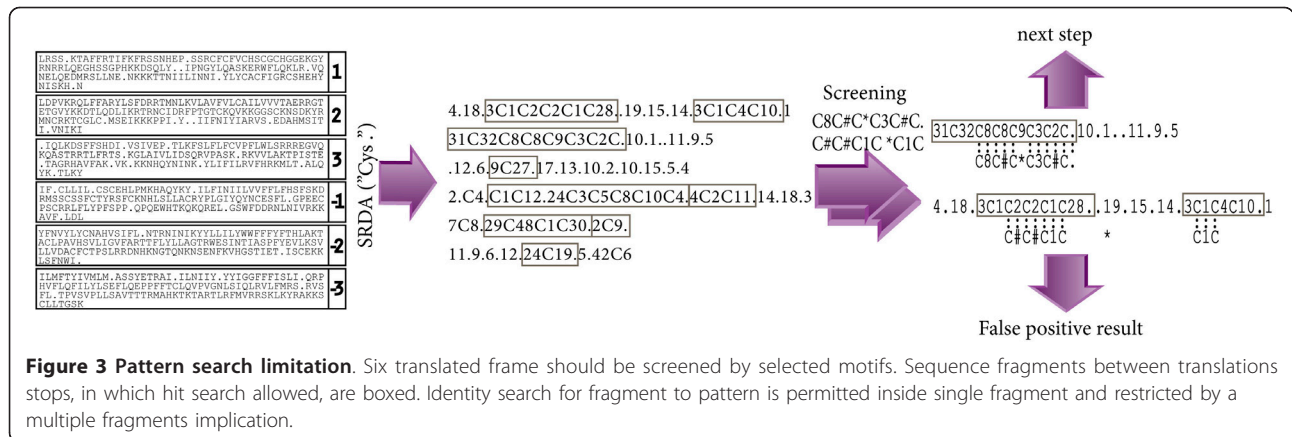 LRSS.KTAFFRTIFKFRSSNHEP.SSRCFCFVCHSCGCHGGEKGY
RNRRLQEGHSSGPHKKDSQLY..IPNGYLQASKERWFLQKLR.VQ
NELQEDMRSLLNE.NKKKTTNIILINNI.YLYCACFIGRCSHEHY
NISKH.N
1
LDPVKRQLFFARYLSFDRRTMNLKVLAVFVLCAILVVVTAERRGT
ETGVYKKDTLQDLIKRTRNCIDRFPTGTCKQVKKGGSCKNSDKYR
MNCRKTCGLC.MSEIKKKPPI.Y..IIFNYIYIARVS.EDAHMSIT
I.VNIKI
2
.IQLKDSFFSHDI.VSIVEP.TLKFSLFLFCVPFLWLSRRREGVQ
KQASTRRTLFRTS.KGLAIVLIDSQRVPASK.RKVVLAKTPISTE
.TAGRHAVFAK.VK.KKNHQYNINK.YIFILRVFHRKMLT.ALQ
YK.TLKY
3
IF.CLLIL.CSCEHLPMKHAQYKY.ILFINIILVVFFLFHSFSKD
RMSSCSSFCTYRSFCKNHLSLLACRYPLGIYQYNCESFL.GPEEC
PSCRRLFLYPFSPP.QPQEWHTKQKQREL.GSWFDDRNLNIVRKK
AVF.LDL
-1
YFNVYLYCNAHVSIFL.NTRNINIKYYLLILYWWFFFYFTHLAKT
ACLPAVHSVLIGVFARTTFLYLLAGTRWESINTIASPFYEVLKSV
LLVDACFCTPSLRRDNHKNGTQNKNSENFKVHGSTIET.ISCEKK
LSFNWI.
-2
ILMFTYIVMLM.ASSYETRAI.ILNIIY.YYIGGFFFISLI.QRP
HVFLQFILYLSEFLQEPPFFTCLQVPVGNLSIQLRVLFMRS.RVS
FL.TPVSVPLLSAVTTTRMAHKTKTARTLRFMVRRSKLKYRAKKS
CLLTGSK
-3
SRDA ("Cys.")
4.18.3C1C2C2C1C28..19.15.14.3C1C4C10.1
31C32C8C8C9C3C2C.10.1..11.9.5
.12.6.9C27.17.13.10.2.10.15.5.4
2.C4.C1C12.24C3C5C8C10C4.4C2C11.14.18.3
7C8.29C48C1C30.2C9.
11.9.6.12.24C19.5.42C6
Screening
C8C#C*C3C#C.
C#C#C1C *C1C
next step
31C32C8C8C9C3C2C.10.1..11.9.5
C8C#C*C3C#C.
4.18.3C1C2C2C1C28..19.15.14.3C1C4C10.1
C#C#C1C * C1C
False positive result
Figure 3 Pattern search limitation. Six translated frame should be screened by selected motifs. Sequence fragments between translations
stops, in which hit search allowed, are boxed. Identity search for fragment to pattern is permitted inside single fragment and restricted by a
multiple fragments implication.